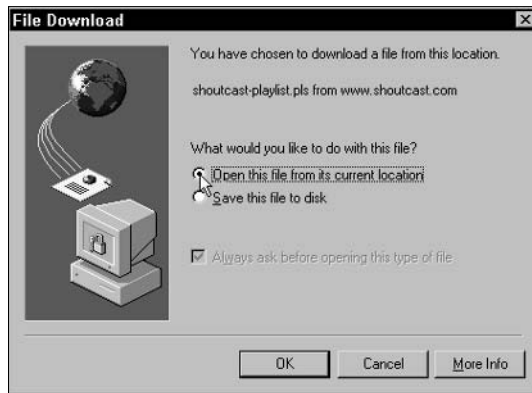 File Download
You have chosen to download a file from this location.
shoutcast-playlist.pls from www.shoutcast.com
What would you like to do with this file?
Open this file from its current location
Save this file to disk
Always ask before opening this type of file
OK
Cancel
More Info